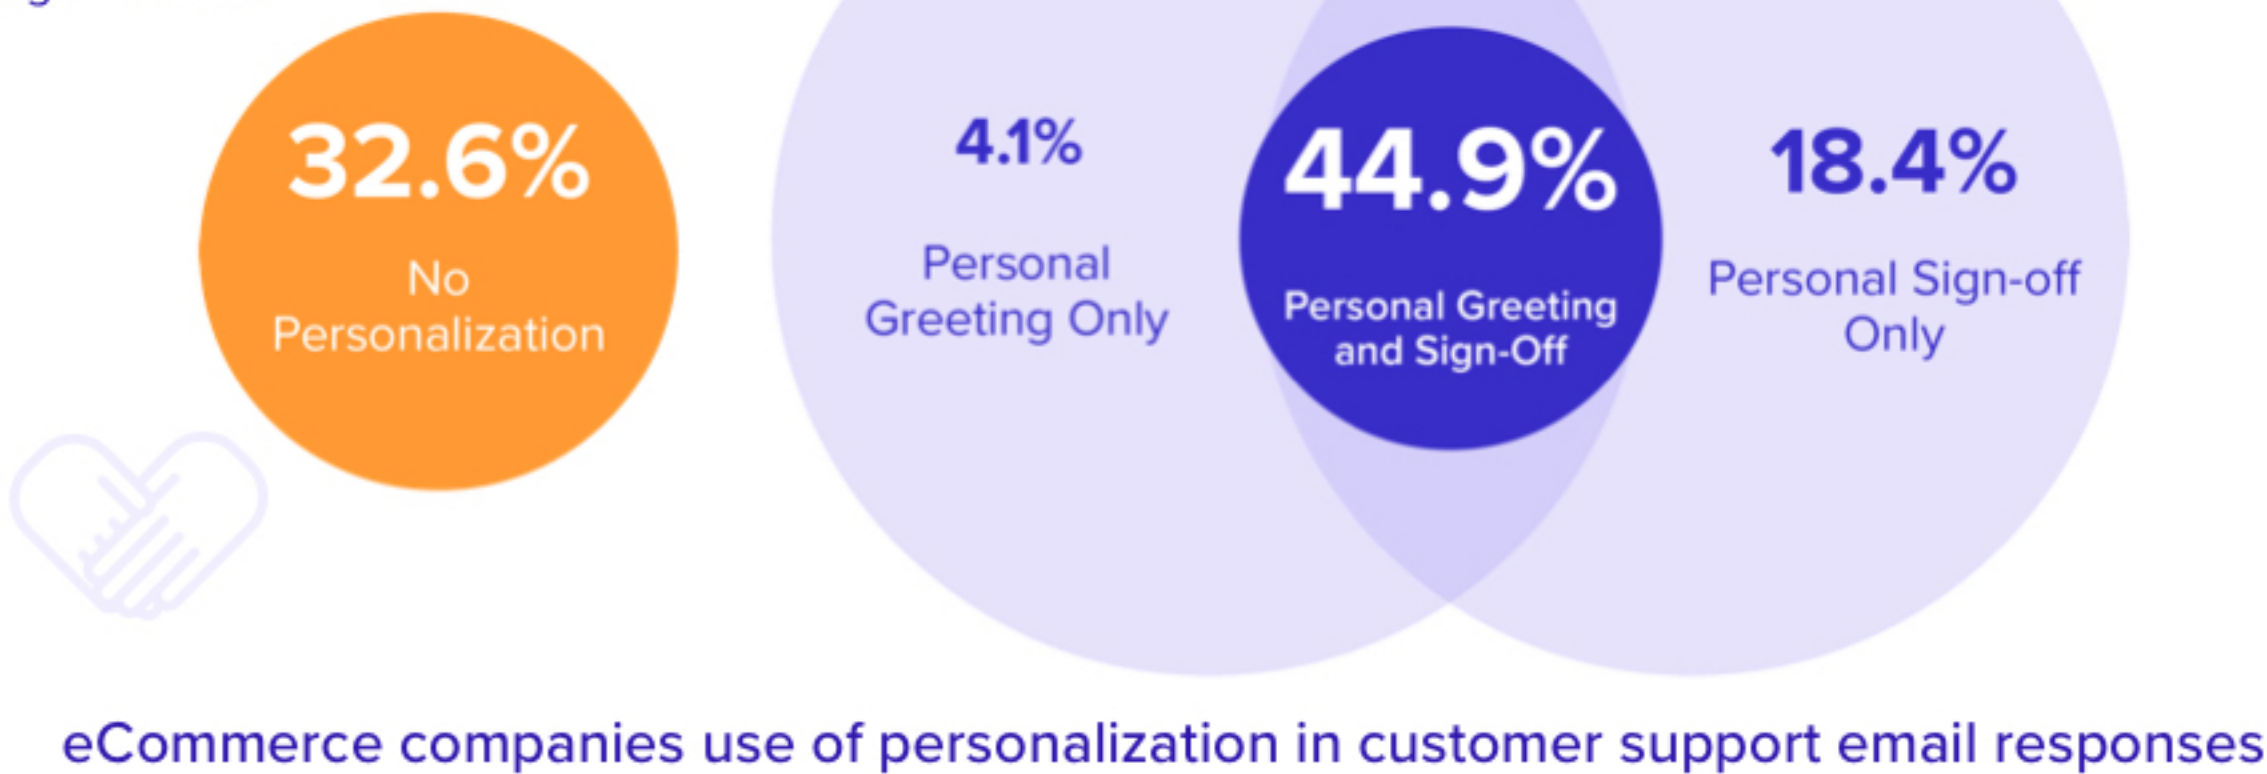 32.6%
No
Personalization
4.1%
Personal
Greeting Only
44.9%
Personal Greeting
and Sign-Off
18.4%
Personal Sign-off
Only
eCommerce companies use of personalization in customer support email responses